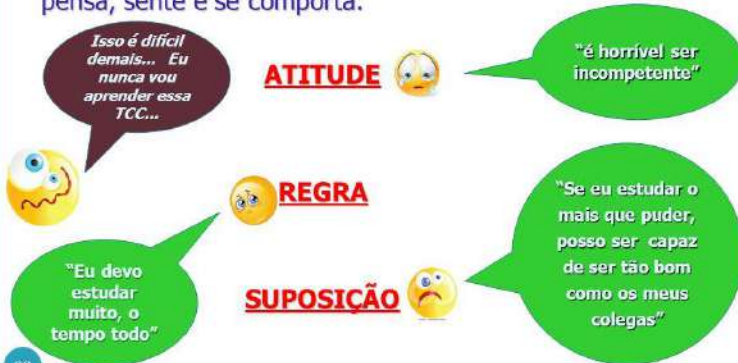 pensa, sente e se comporta.
Isso é difícil
demais... Eu
nunca vou
aprender essa
TCC...
ATITUDE
"é horrível ser
incompetente"
REGRA
"Eu devo
estudar
muito, o
tempo todo"
SUPOSIÇÃO
"Se eu estudar o
mais que puder,
posso ser capaz
de ser tão bom
como os meus
colegas"